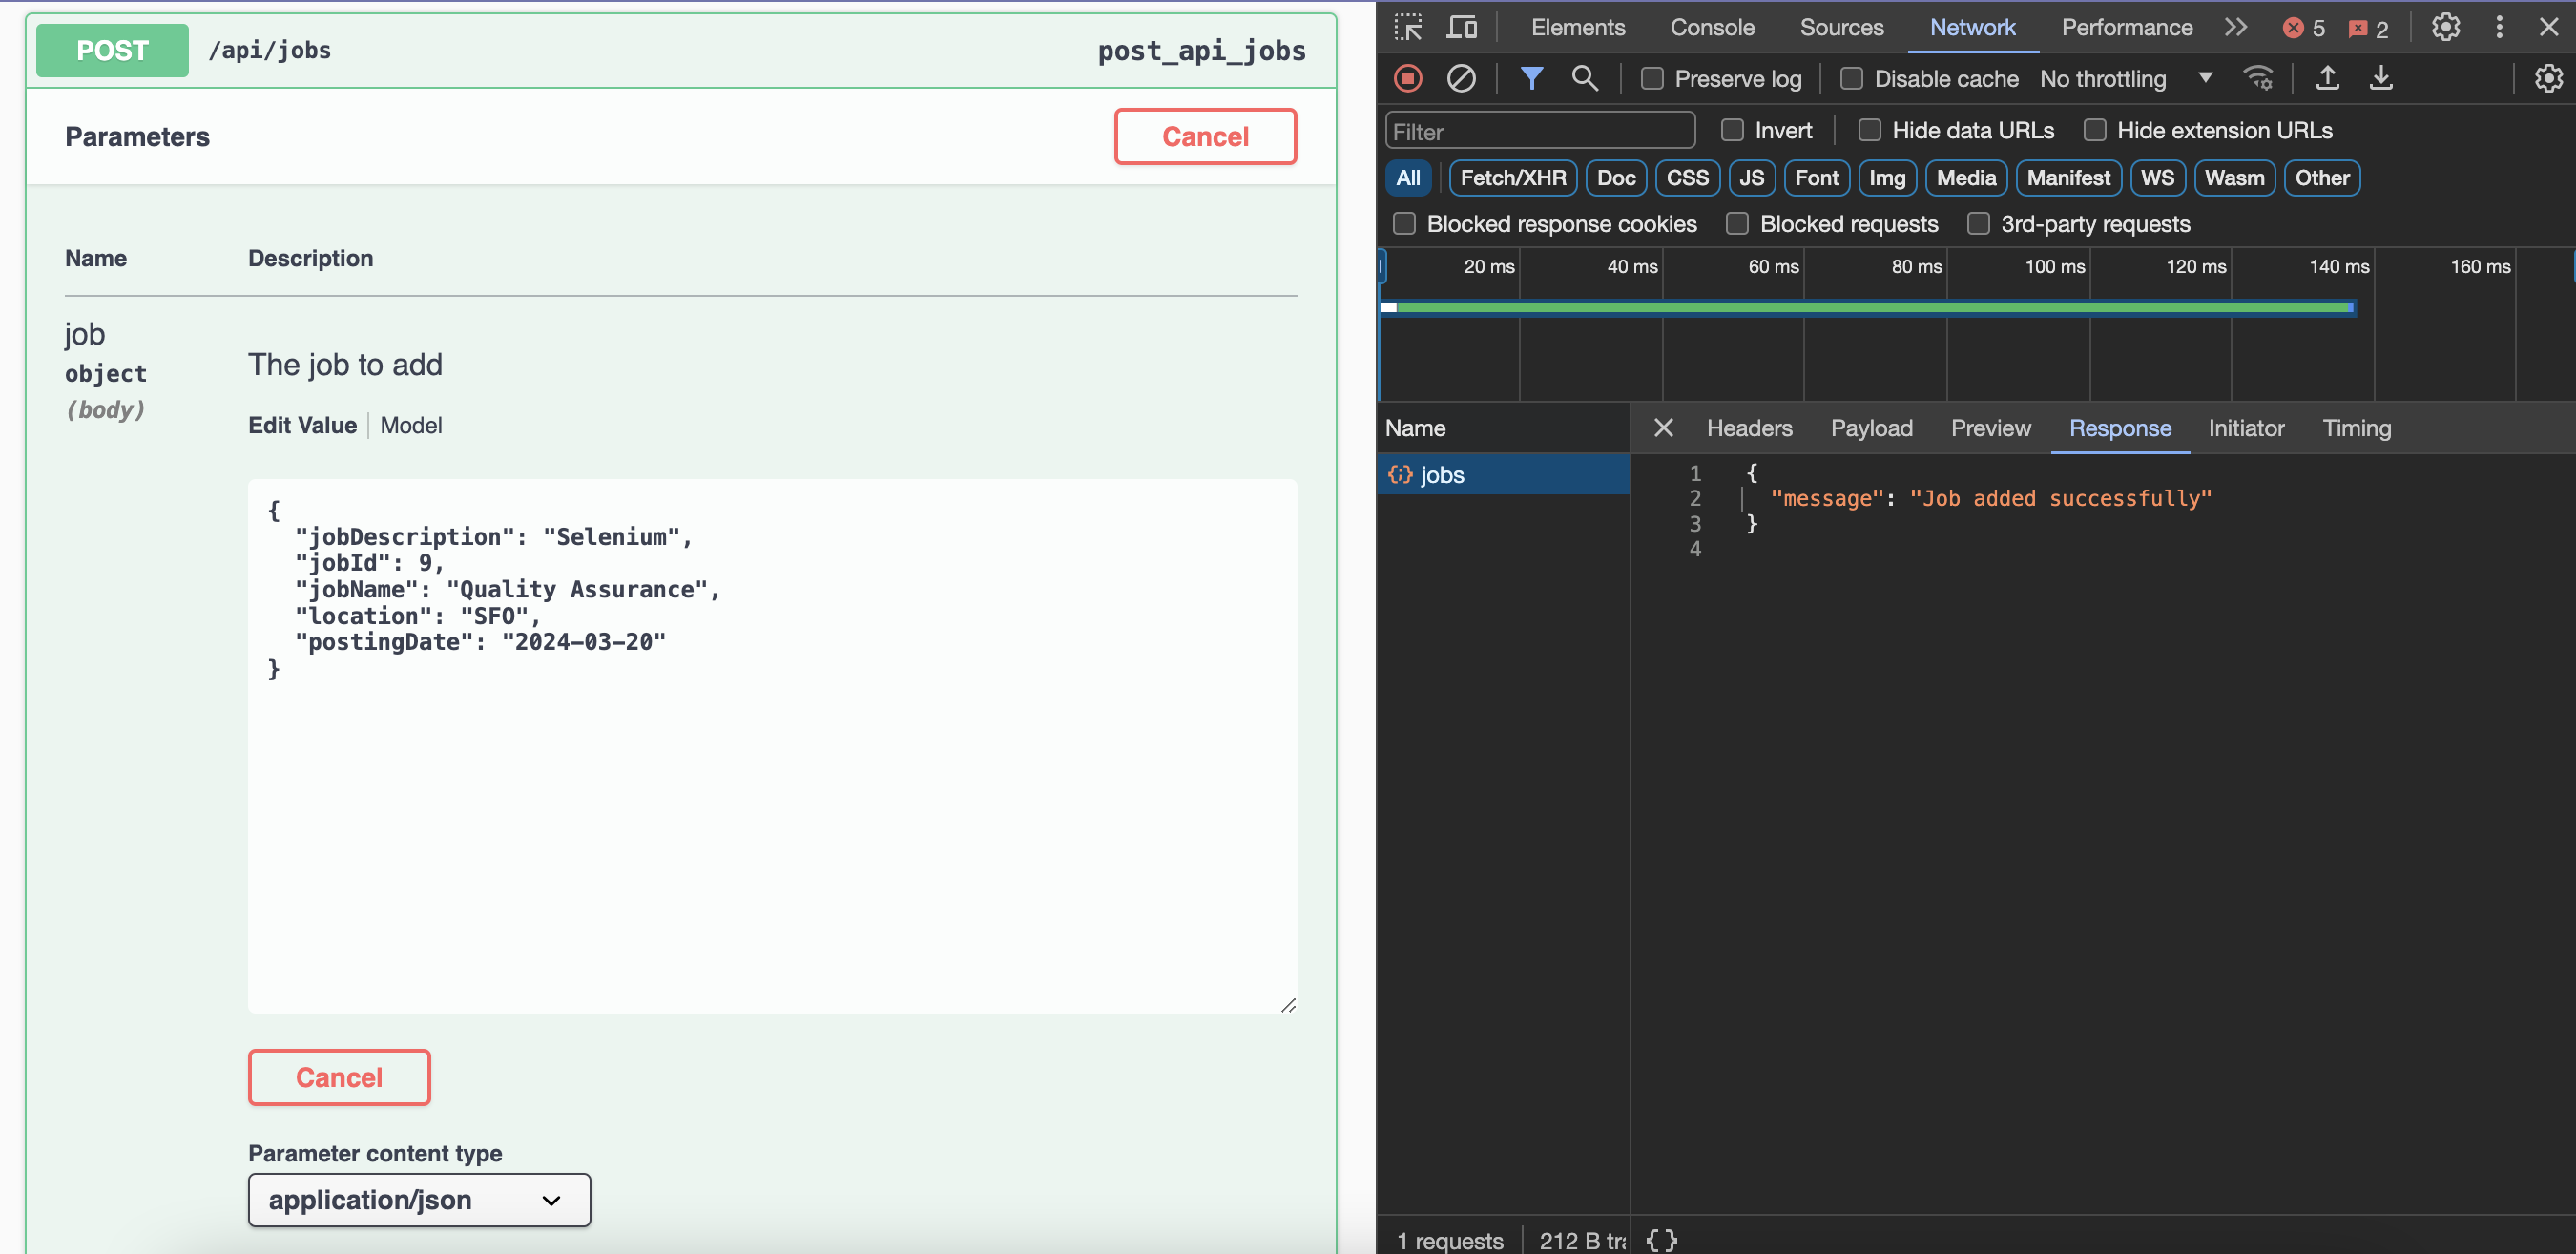 POST /api/jobs post_api_jobs
Parameters Cancel
Name Description
job
object
(body)
The job to add
Edit Value Model
{
"jobDescription": "Selenium",
"jobId": 9,
"jobName": "Quality Assurance",
"location": "SFO",
"postingDate": "2024-03-20"
}
Cancel
Parameter content type
application/json
Elements Console Sources Network Performance 5 2
Preserve log Disable cache No throttling
Filter Invert Hide data URLs Hide extension URLs
All Fetch/XHR Doc CSS JS Font Img Media Manifest WS Wasm Other
Blocked response cookies Blocked requests 3rd-party requests
20 ms 40 ms 60 ms 80 ms 100 ms 120 ms 140 ms 160 ms
Name Headers Payload Preview Response Initiator Timing
{;} jobs
1 {
2 "message": "Job added successfully"
3 }
4
1 requests 212 B tra {}